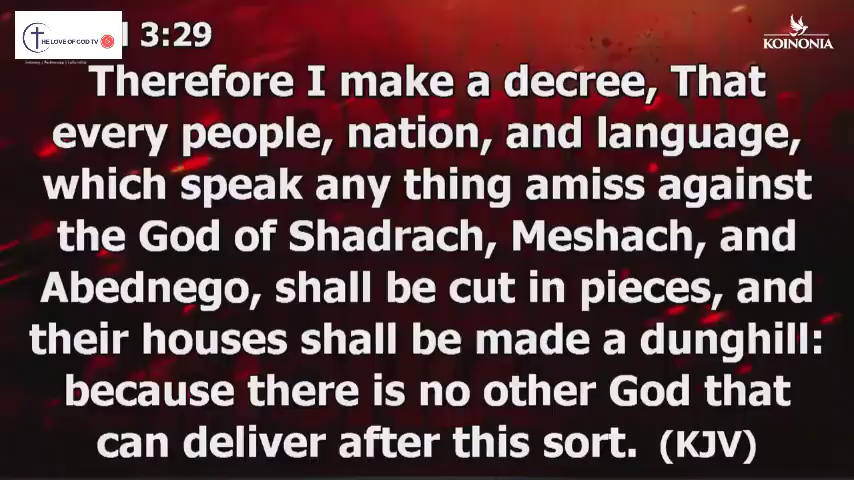 THE LOVE OF GOD TV
3:29
KOINONIA
Therefore I make a decree, That
every people, nation, and language,
which speak any thing amiss against
the God of Shadrach, Meshach, and
Abednego, shall be cut in pieces, and
their houses shall be made a dunghill:
because there is no other God that
can deliver after this sort. (KJV)